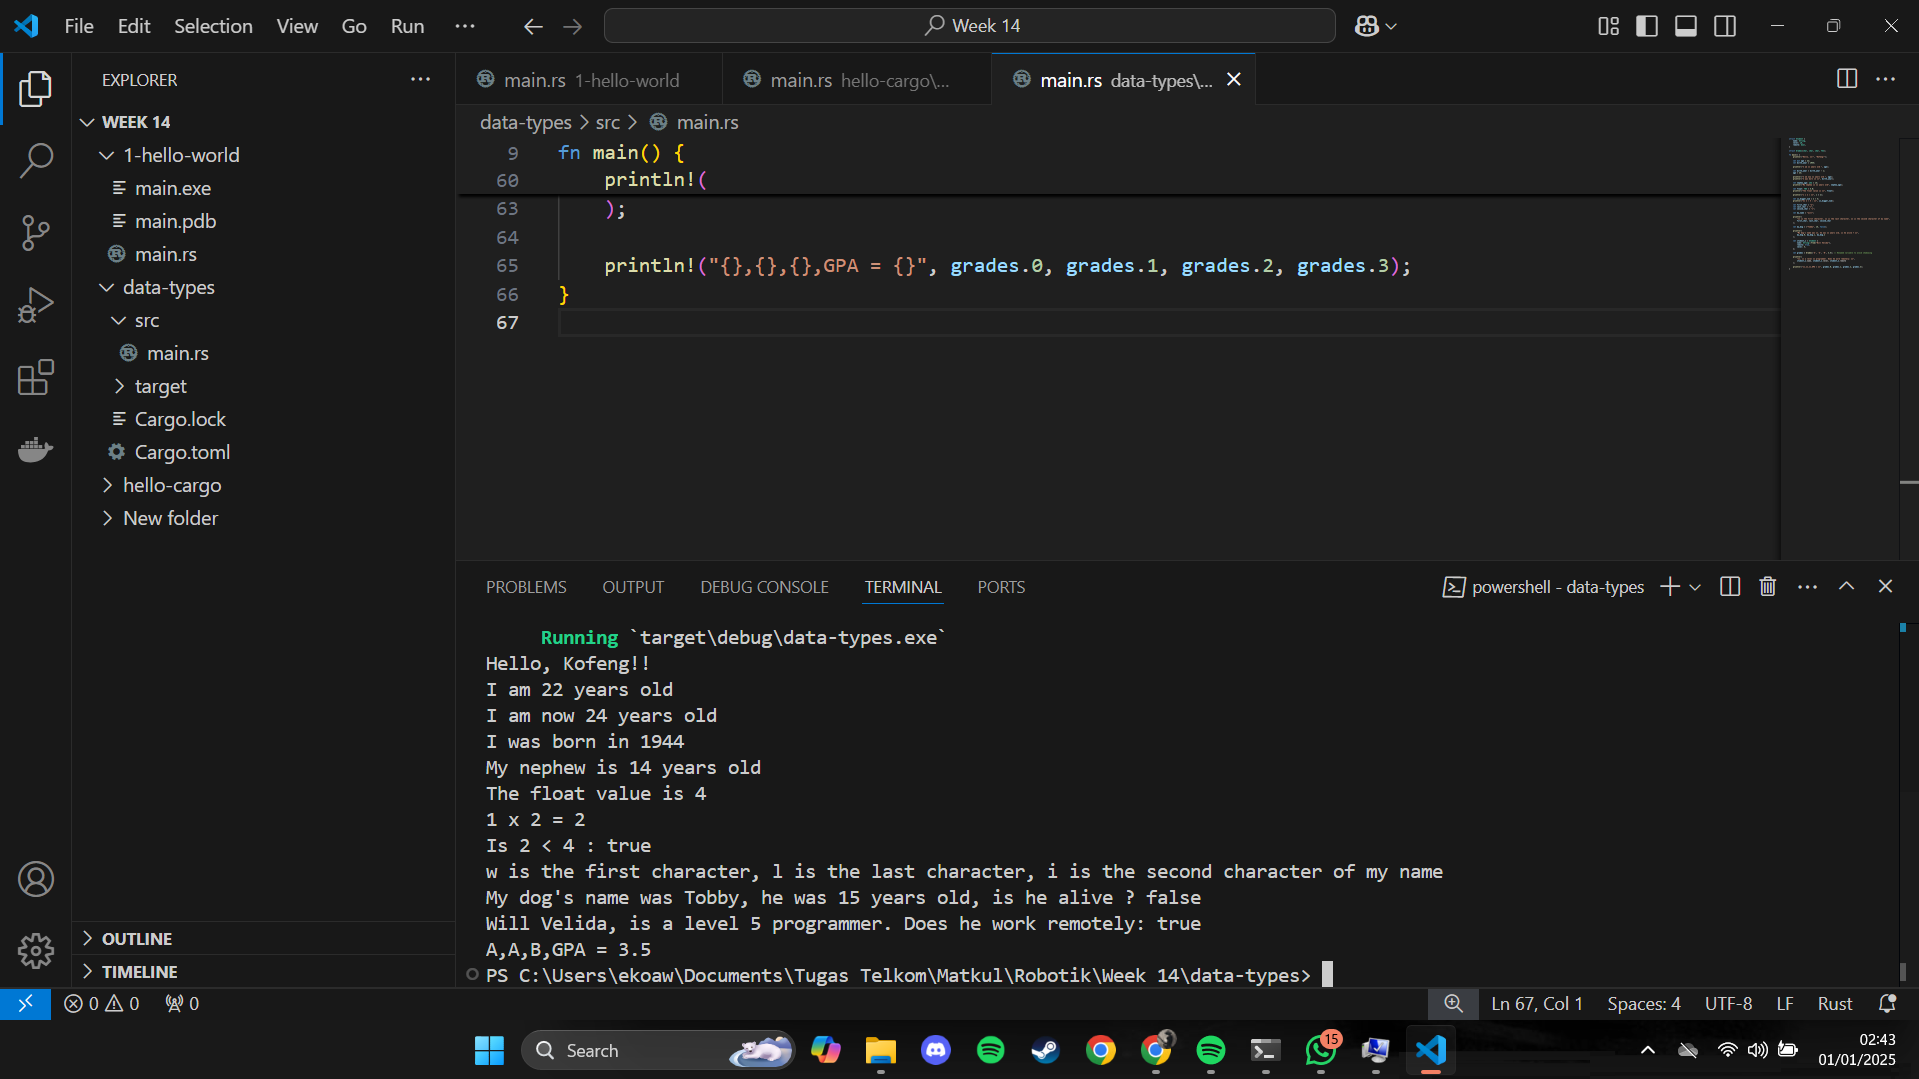 File Edit Selection View Go Run ...
Week 14
EXPLORER
WEEK 14
1-hello-world
main.exe
main.pdb
main.rs
data-types
src
main.rs
target
Cargo.lock
Cargo.toml
hello-cargo
New folder
OUTLINE
TIMELINE
main.rs 1-hello-world
main.rs hello-cargo\...
main.rs data-types\...
data-types > src > main.rs
9 fn main() {
60 println!(
63 );
64
65 println!("{},{},{},GPA = {}", grades.0, grades.1, grades.2, grades.3);
66 }
67
PROBLEMS OUTPUT DEBUG CONSOLE TERMINAL PORTS
powershell - data-types
Running `target\debug\data-types.exe`
Hello, Kofeng!!
I am 22 years old
I am now 24 years old
I was born in 1944
My nephew is 14 years old
The float value is 4
1 x 2 = 2
Is 2 < 4 : true
w is the first character, l is the last character, i is the second character of my name
My dog's name was Tobby, he was 15 years old, is he alive ? false
Will Velida, is a level 5 programmer. Does he work remotely: true
A,A,B,GPA = 3.5
PS C:\Users\ekoaw\Documents\Tugas Telkom\Matkul\Robotik\Week 14\data-types>
0 0 0
Ln 67, Col 1 Spaces: 4 UTF-8 LF Rust
Search
15
02:43
01/01/2025